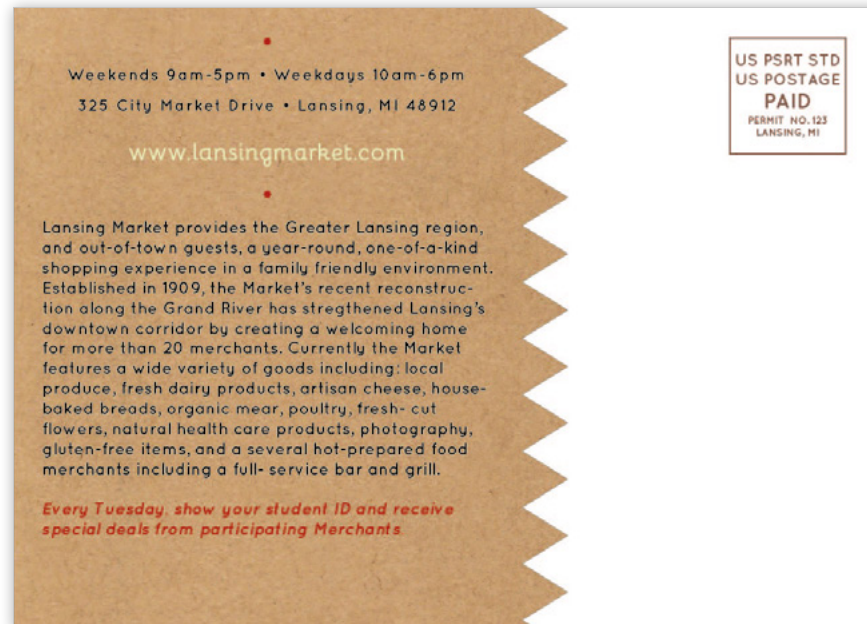 Weekends 9am-5pm • Weekdays 10am-6pm
325 City Market Drive • Lansing, MI 48912
www.lansingmarket.com
Lansing Market provides the Greater Lansing region,
and out-of-town guests, a year-round, one-of-a-kind
shopping experience in a family friendly environment.
Established in 1909, the Market's recent reconstruc-
tion along the Grand River has stregthened Lansing's
downtown corridor by creating a welcoming home
for more than 20 merchants. Currently the Market
features a wide variety of goods including: local
produce, fresh dairy products, artisan cheese, house-
baked breads, organic mear, poultry, fresh- cut
flowers, natural health care products, photography,
gluten-free items, and a several hot-prepared food
merchants including a full- service bar and grill.
Every Tuesday, show your student ID and receive
special deals from participating Merchants.
US PSRT STD
US POSTAGE
PAID
PERMIT NO. 123
LANSING, MI